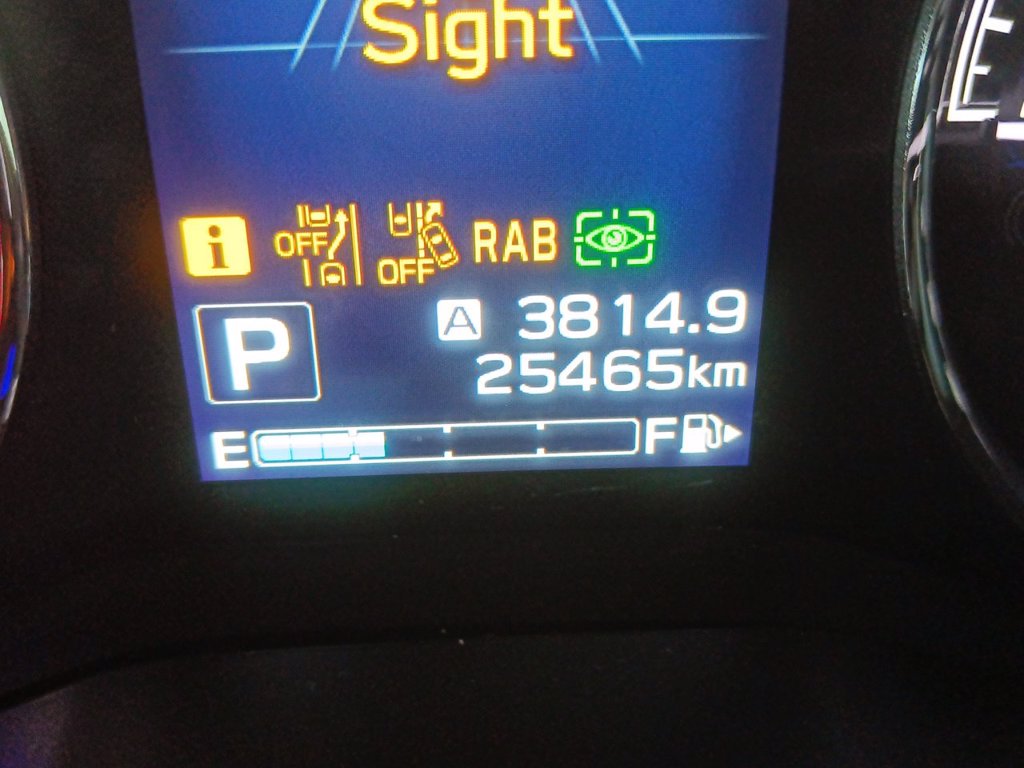 Sight
i OFF OFF RAB
P A 3814.9
25465km
E F
E